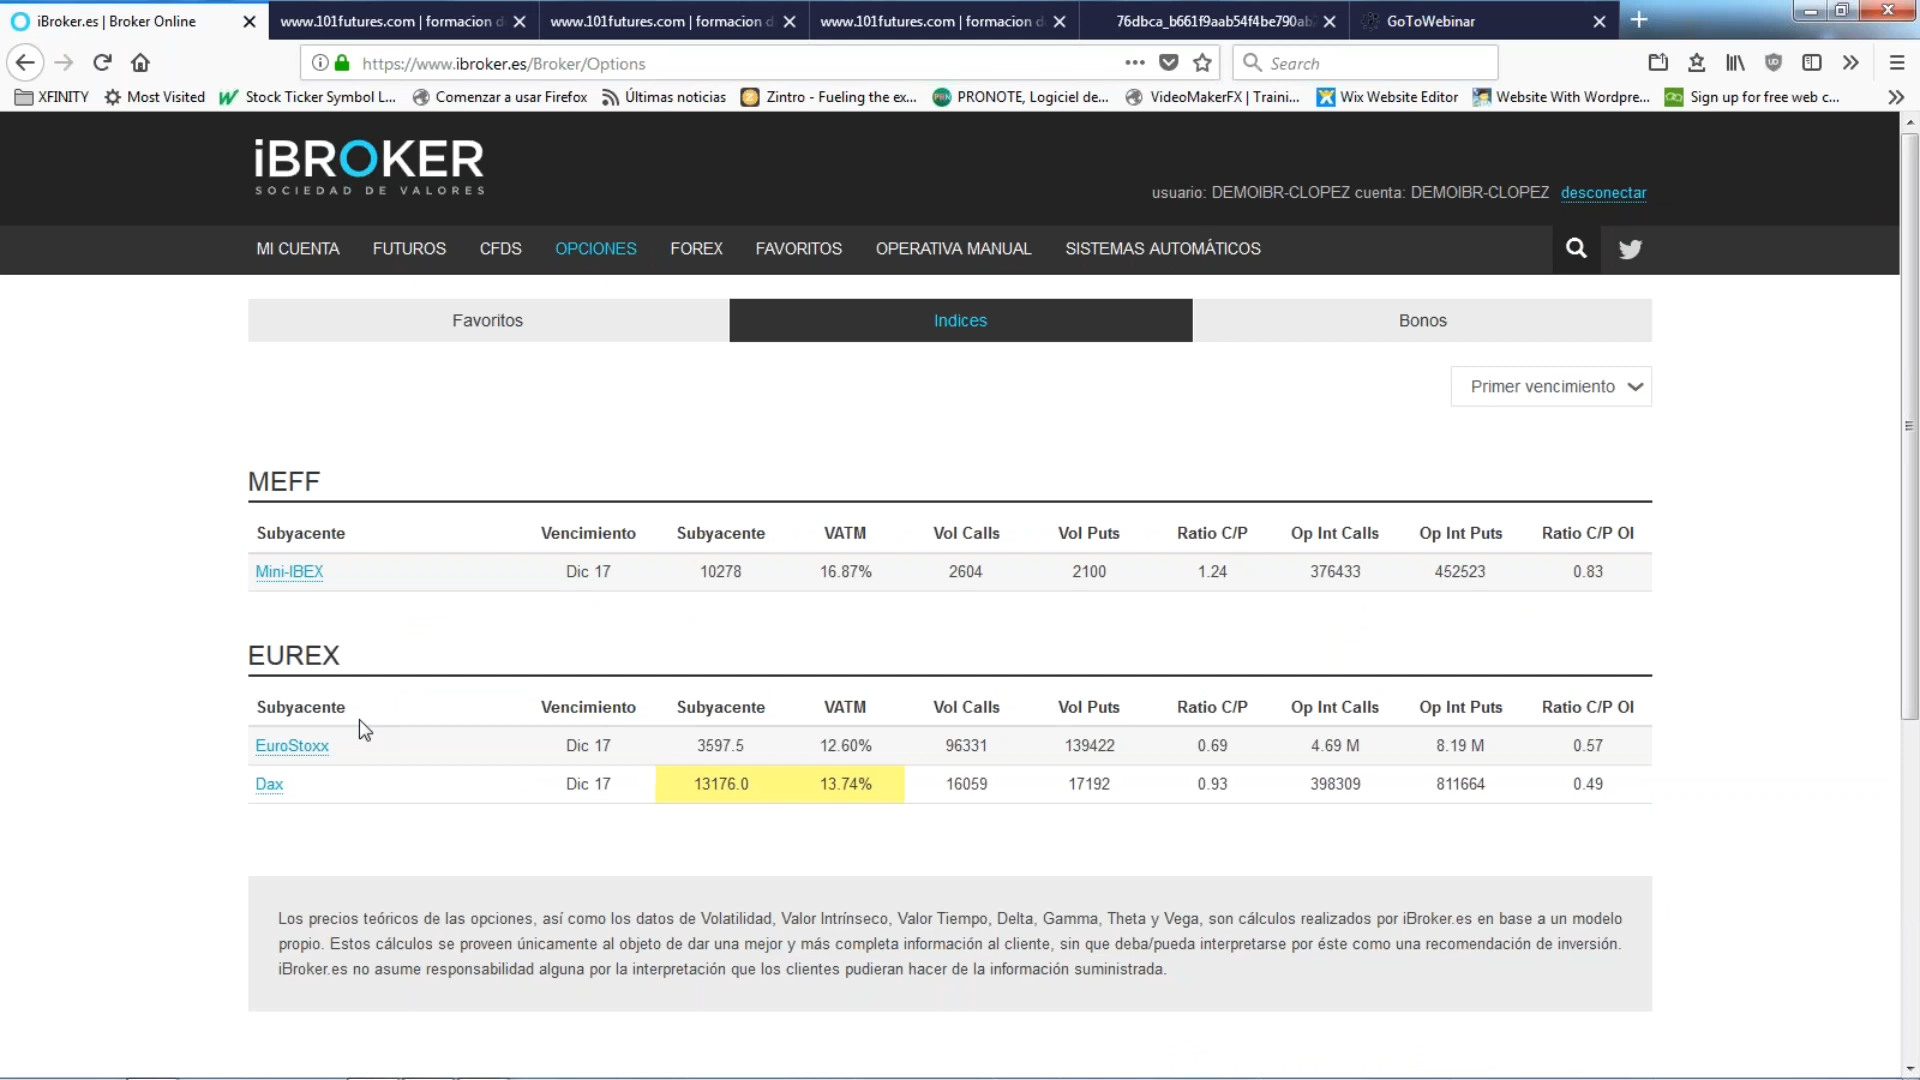 iBroker.es | Broker Online
www.101futures.com | formacion d
www.101futures.com | formacion d
www.101futures.com | formacion d
76dbca_b661f9aab54f4be790ab
GoToWebinar
https://www.ibroker.es/Broker/Options
Search
XFINITY
Most Visited
Stock Ticker Symbol L...
Comenzar a usar Firefox
Últimas noticias
Zintro - Fueling the ex...
PRONOTE, Logiciel de...
VideoMakerFX | Traini...
Wix Website Editor
Website With Wordpre...
Sign up for free web c...
iBROKER
SOCIEDAD DE VALORES
usuario: DEMOIBR-CLOPEZ cuenta: DEMOIBR-CLOPEZ desconectar
MI CUENTA FUTUROS CFDS OPCIONES FOREX FAVORITOS OPERATIVA MANUAL SISTEMAS AUTOMÁTICOS
Favoritos Indices Bonos
Primer vencimiento
MEFF
Subyacente Vencimiento Subyacente VATM Vol Calls Vol Puts Ratio C/P Op Int Calls Op Int Puts Ratio C/P OI
Mini-IBEX Dic 17 10278 16.87% 2604 2100 1.24 376433 452523 0.83
EUREX
Subyacente Vencimiento Subyacente VATM Vol Calls Vol Puts Ratio C/P Op Int Calls Op Int Puts Ratio C/P OI
EuroStoxx Dic 17 3597.5 12.60% 96331 139422 0.69 4.69 M 8.19 M 0.57
Dax Dic 17 13176.0 13.74% 16059 17192 0.93 398309 811664 0.49
Los precios teóricos de las opciones, así como los datos de Volatilidad, Valor Intrínseco, Valor Tiempo, Delta, Gamma, Theta y Vega, son cálculos realizados por iBroker.es en base a un modelo
propio. Estos cálculos se proveen únicamente al objeto de dar una mejor y más completa información al cliente, sin que deba/pueda interpretarse por éste como una recomendación de inversión.
iBroker.es no asume responsabilidad alguna por la interpretación que los clientes pudieran hacer de la información suministrada.